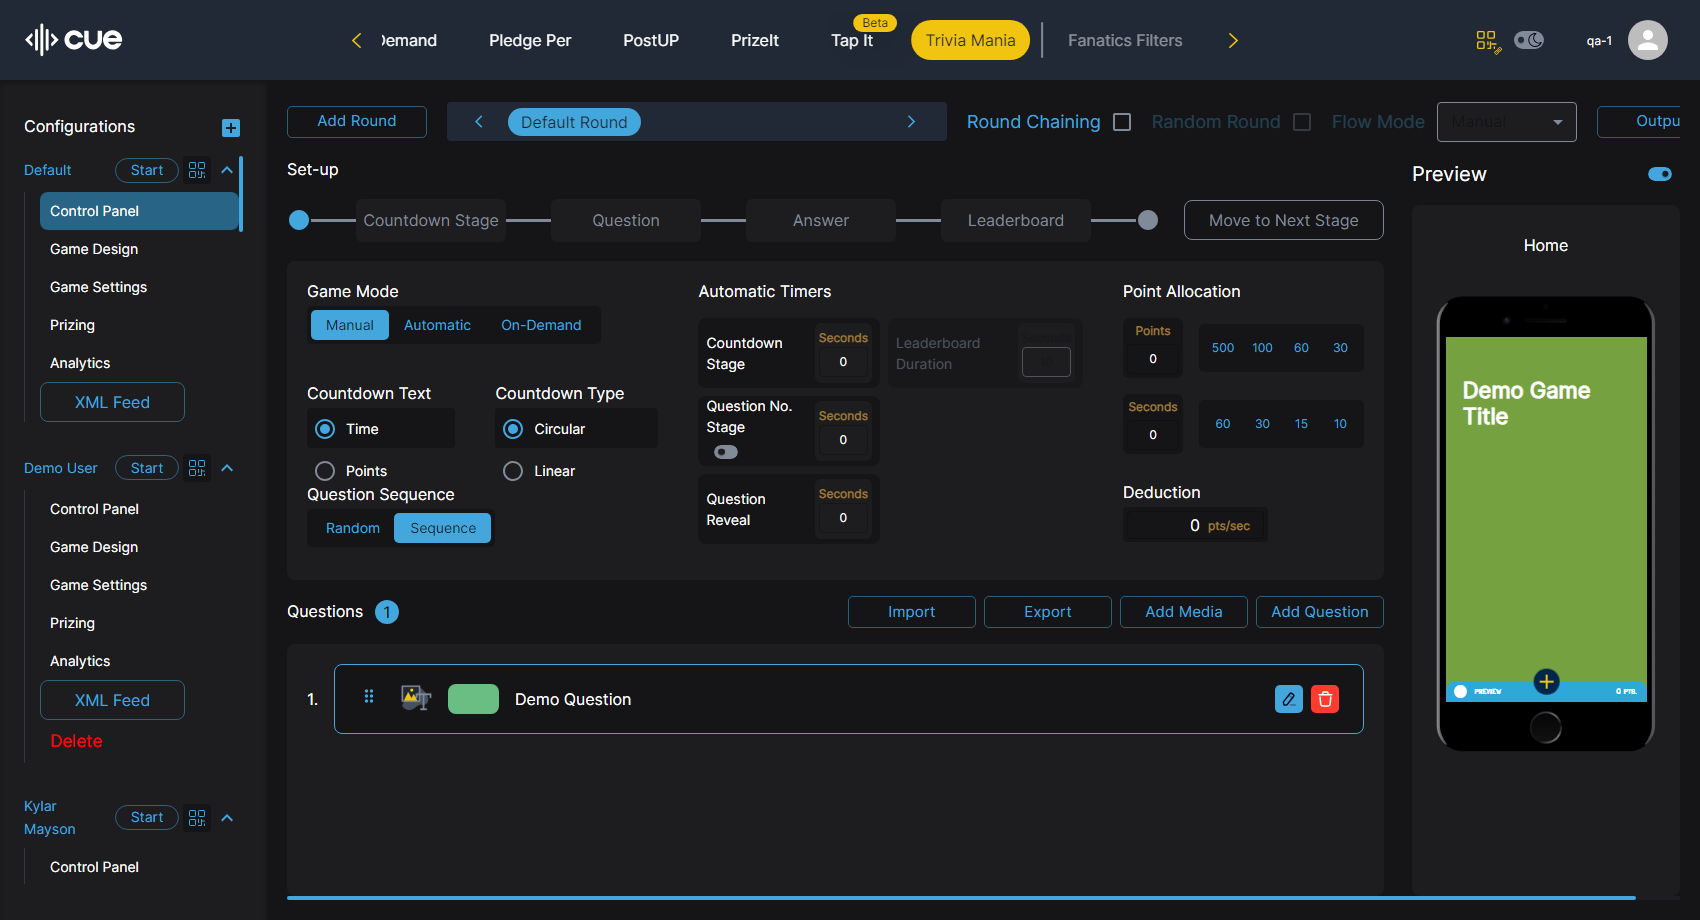 cue
Demand
Pledge Per
PostUP
PrizeIt
Tap It
Beta
Trivia Mania
Fanatics Filters
qa-1
Configurations
Default
Start
Control Panel
Game Design
Game Settings
Prizing
Analytics
XML Feed
Demo User
Start
Control Panel
Game Design
Game Settings
Prizing
Analytics
XML Feed
Delete
Kylar
Mayson
Start
Control Panel
Add Round
Default Round
Round Chaining
Random Round
Flow Mode
Manual
Outpu
Set-up
Countdown Stage
Question
Answer
Leaderboard
Move to Next Stage
Game Mode
Manual
Automatic
On-Demand
Countdown Text
Time
Points
Countdown Type
Circular
Linear
Question Sequence
Random
Sequence
Automatic Timers
Countdown
Stage
Seconds
0
Leaderboard
Duration
Question No.
Stage
Seconds
0
Question
Reveal
Seconds
0
Point Allocation
Points
0
500 100 60 30
Seconds
0
60 30 15 10
Deduction
0 pts/sec
Questions 1
Import
Export
Add Media
Add Question
1.
Demo Question
Preview
Home
Demo Game
Title
PREVIEW
0 PTS.